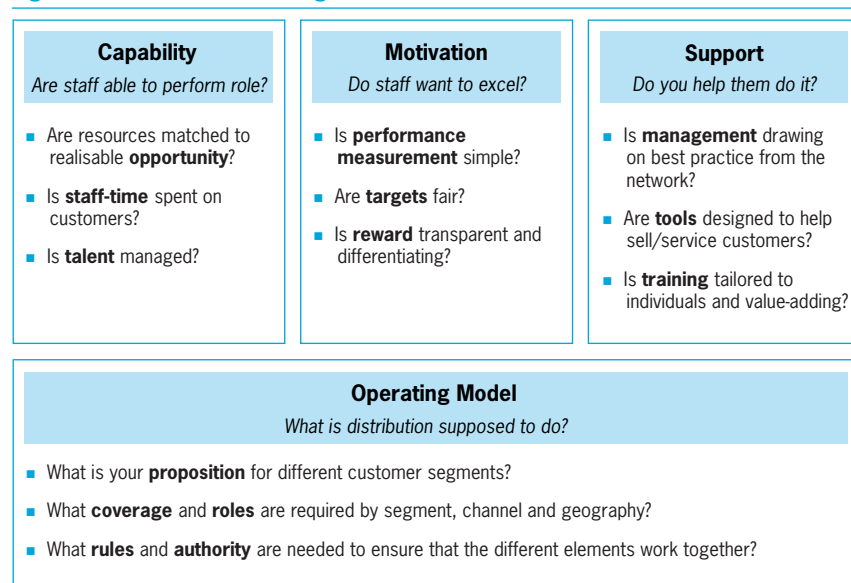 Capability
Are staff able to perform role?
■ Are resources matched to
realisable opportunity?
■ Is staff-time spent on
customers?
■ Is talent managed?
Motivation
Do staff want to excel?
■ Is performance
measurement simple?
■ Are targets fair?
■ Is reward transparent and
differentiating?
Support
Do you help them do it?
■ Is management drawing
on best practice from the
network?
■ Are tools designed to help
sell/service customers?
■ Is training tailored to
individuals and value-adding?
Operating Model
What is distribution supposed to do?
■ What is your proposition for different customer segments?
■ What coverage and roles are required by segment, channel and geography?
■ What rules and authority are needed to ensure that the different elements work together?